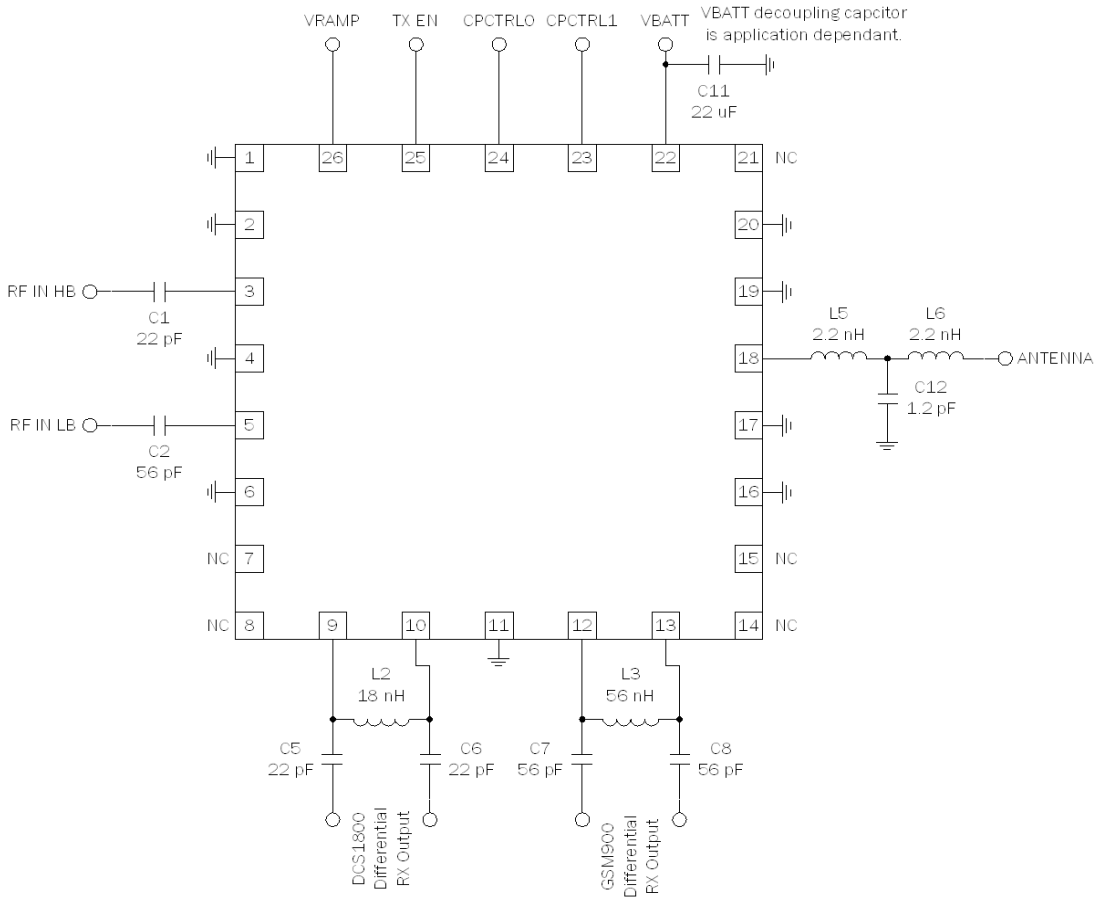 VRAMP
TX EN
CPCTRL0
CPCTRL1
VBATT
VBATT decoupling capcitor
is application dependant.
C11
22 uF
1
26
25
24
23
22
21
NC
2
20
RF IN HB
C1
22 pF
3
19
4
18
L5
2.2 nH
L6
2.2 nH
ANTENNA
C12
1.2 pF
RF IN LB
C2
56 pF
5
17
6
16
NC
7
15
NC
NC
8
9
10
11
12
13
14
NC
L2
18 nH
L3
56 nH
C5
22 pF
C6
22 pF
C7
56 pF
C8
56 pF
DCS1800
Differential
RX Output
GSM900
Differential
RX Output